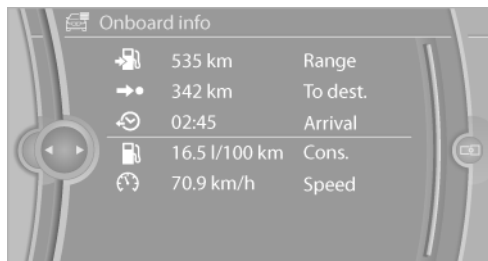 Onboard info
535 km Range
342 km To dest.
02:45 Arrival
16.5 l/100 km Cons.
70.9 km/h Speed